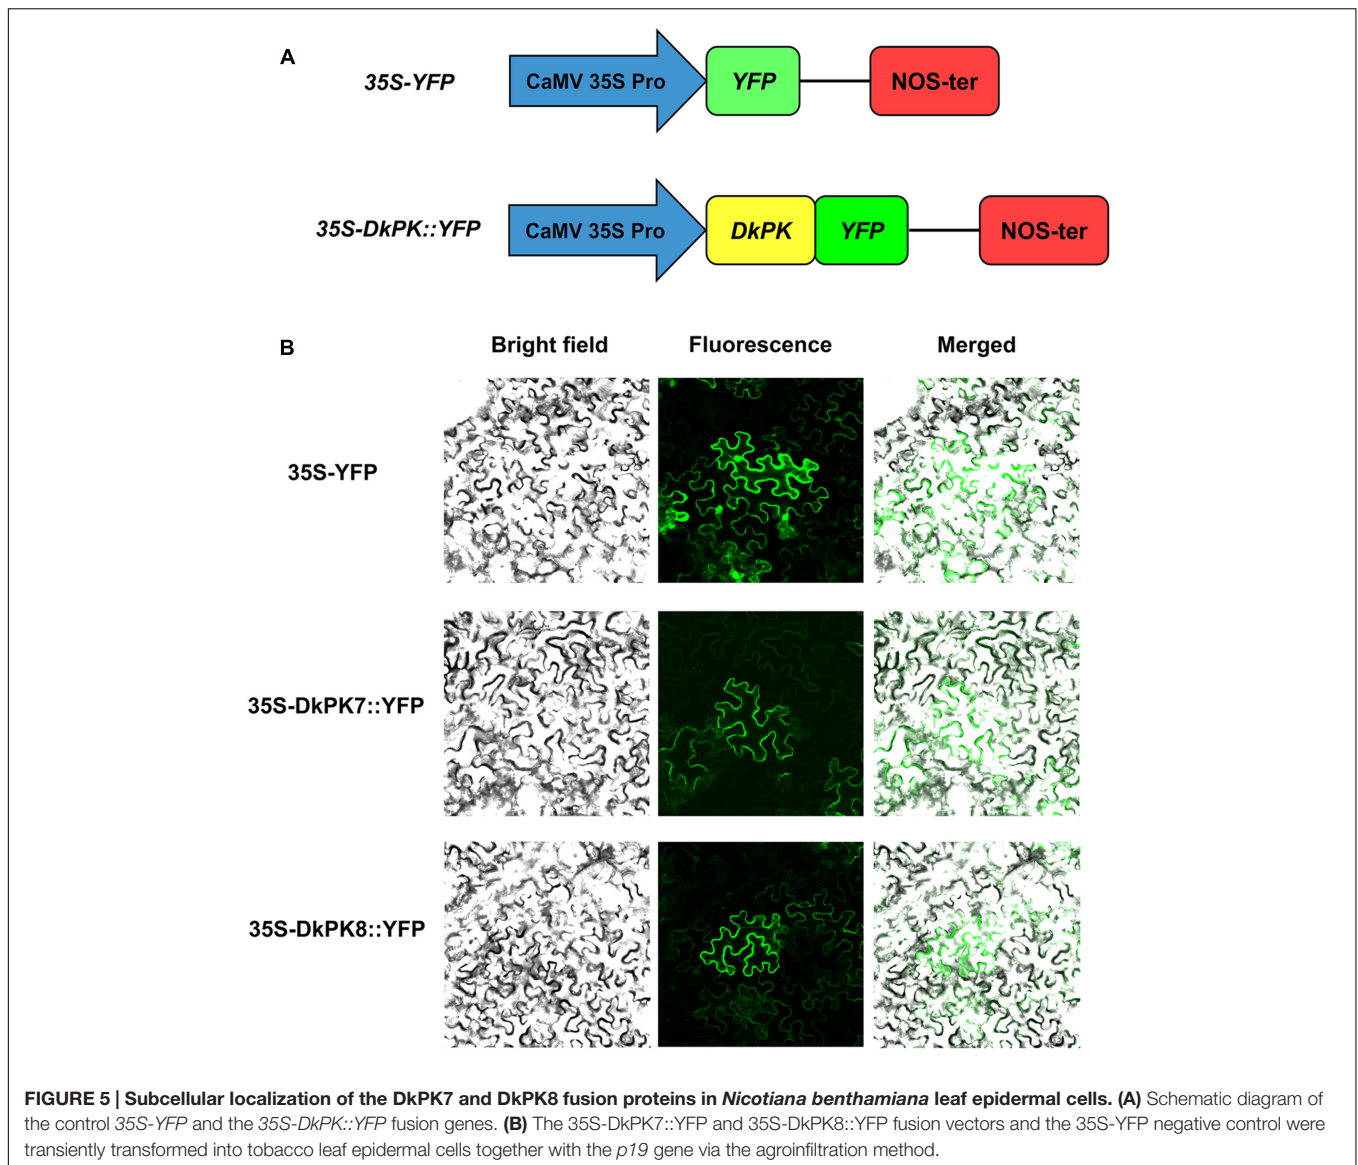 A
35S-YFP
CaMV 35S Pro
YFP
NOS-ter
35S-DkPK::YFP
CaMV 35S Pro
DkPK
YFP
NOS-ter
B
Bright field
Fluorescence
Merged
35S-YFP
35S-DkPK7::YFP
35S-DkPK8::YFP
FIGURE 5 | Subcellular localization of the DkPK7 and DkPK8 fusion proteins in Nicotiana benthamiana leaf epidermal cells. (A) Schematic diagram of
the control 35S-YFP and the 35S-DkPK::YFP fusion genes. (B) The 35S-DkPK7::YFP and 35S-DkPK8::YFP fusion vectors and the 35S-YFP negative control were
transiently transformed into tobacco leaf epidermal cells together with the p19 gene via the agroinfiltration method.